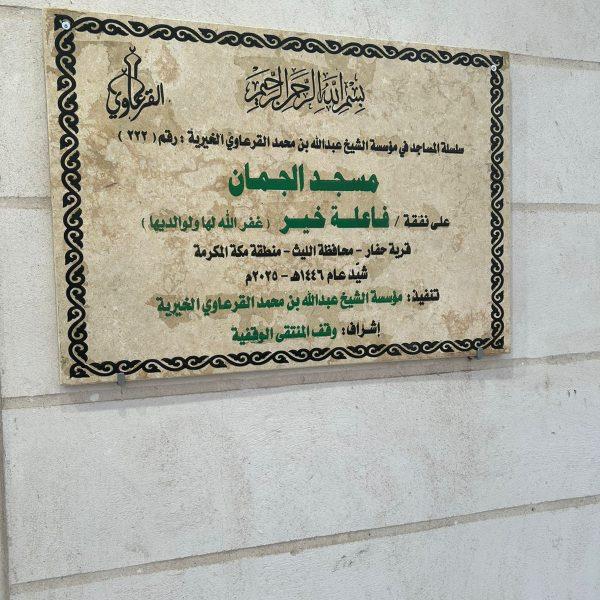 القرعاوي
بسم الله الرحمن الرحيم
سلسلة المساجد في مؤسسة الشيخ عبدالله بن محمد القرعاوي الخيرية : رقم ( ٢٢٢ )
مسجد الجمان
على نفقة / فاعلة خير ( غفر الله لها ولوالديها )
قرية حفار - محافظة الليث - منطقة مكة المكرمة
شيّد عام ١٤٤٦هـ - ٢٠٢٥م
تنفيذ: مؤسسة الشيخ عبدالله بن محمد القرعاوي الخيرية
إشراف: وقف المنتقى الوقفية